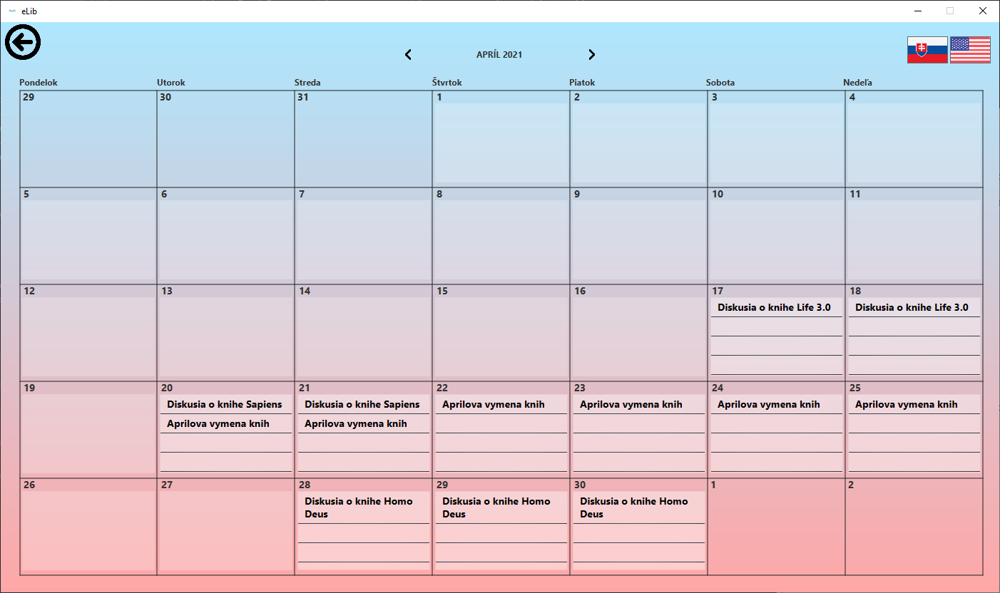 eLib
APRÍL 2021
Pondelok Utorok Streda Štvrtok Piatok Sobota Nedeľa
29 30 31 1 2 3 4
5 6 7 8 9 10 11
12 13 14 15 16 17 18
Diskusia o knihe Life 3.0 Diskusia o knihe Life 3.0
19 20 21 22 23 24 25
Diskusia o knihe Sapiens Diskusia o knihe Sapiens Aprilova vymena knih Aprilova vymena knih Aprilova vymena knih Aprilova vymena knih
Aprilova vymena knih Aprilova vymena knih
26 27 28 29 30 1 2
Diskusia o knihe Homo Diskusia o knihe Homo Diskusia o knihe Homo
Deus Deus Deus